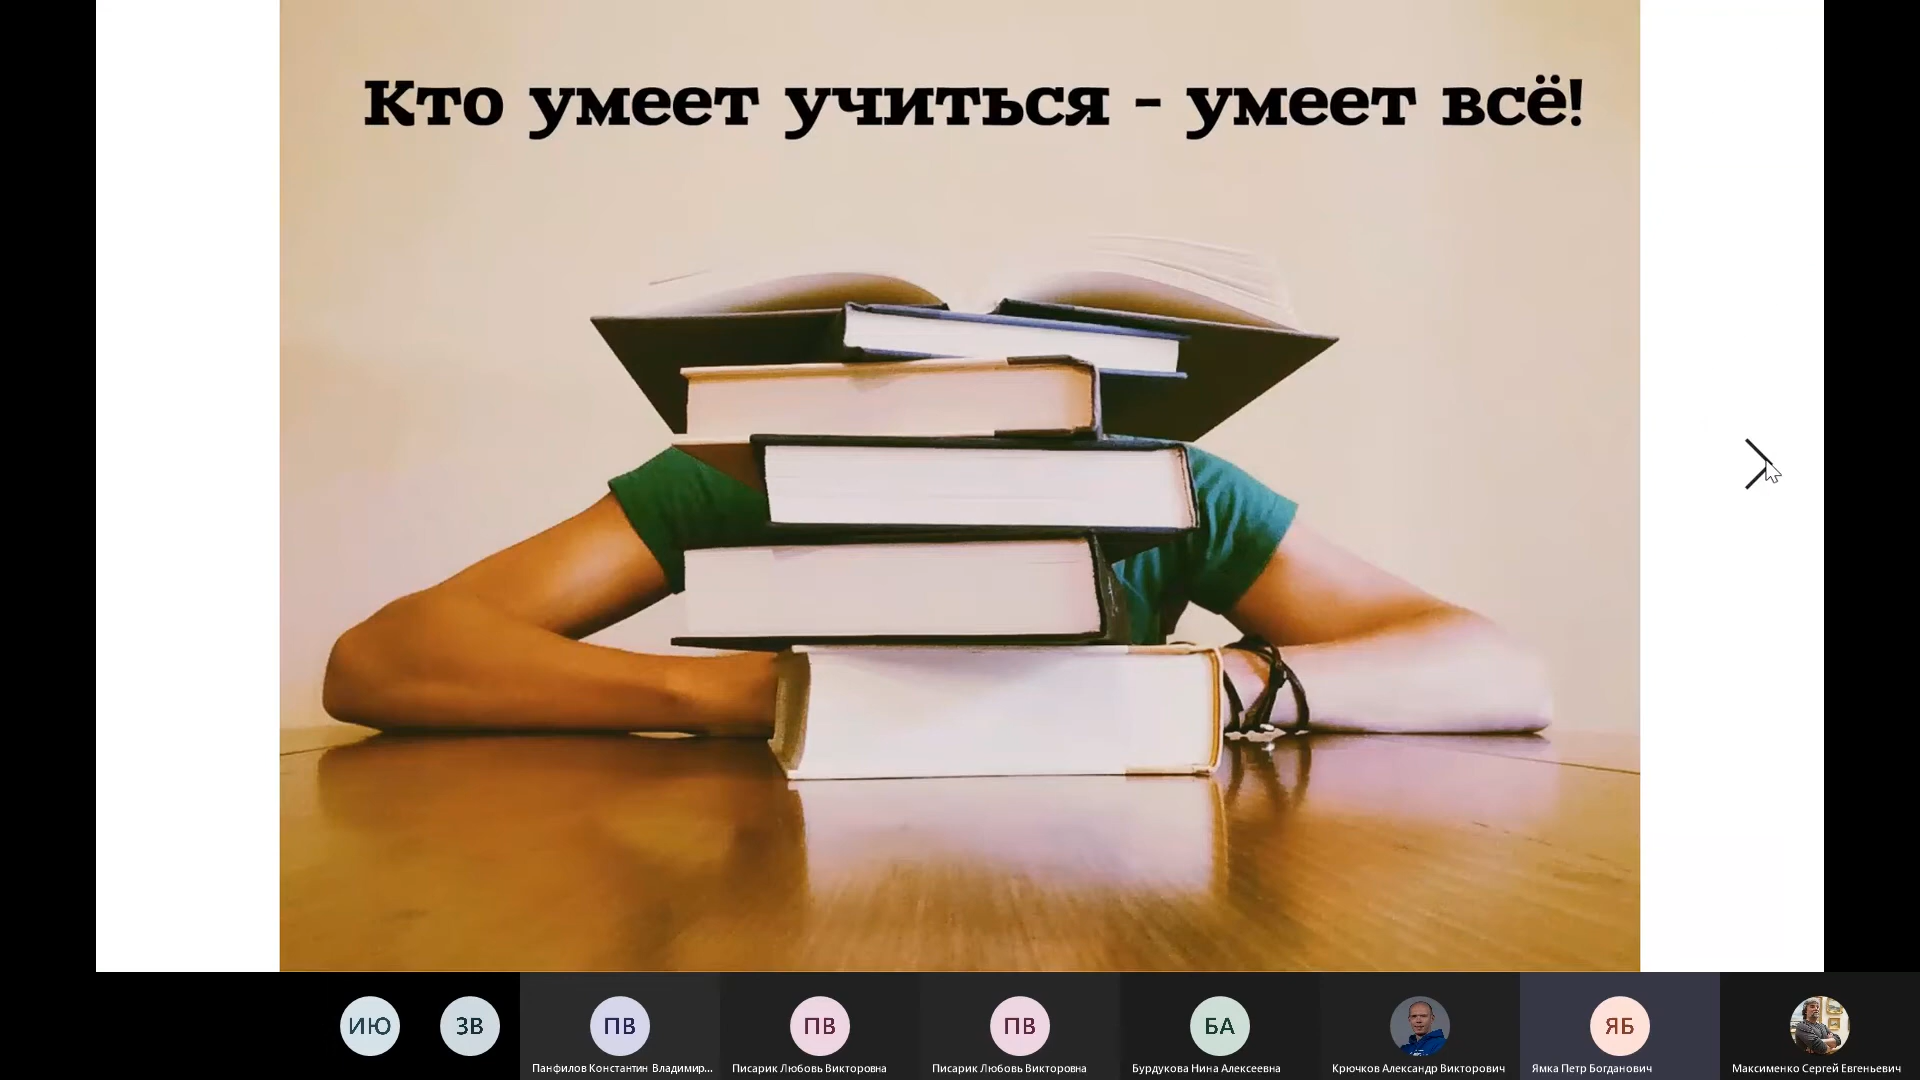 Кто умеет учиться - умеет всё!
ИЮ
ЗВ
ПВ
ПВ
ПВ
БА
ЯБ
Панфилов Константин Владимир...
Писарик Любовь Викторовна
Писарик Любовь Викторовна
Бурдукова Нина Алексеевна
Крючков Александр Викторович
Ямка Петр Богданович
Максименко Сергей Евгеньевич